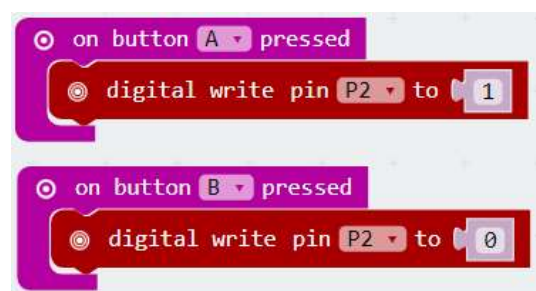 on button A pressed
digital write pin P2 to 1
on button B pressed
digital write pin P2 to 0